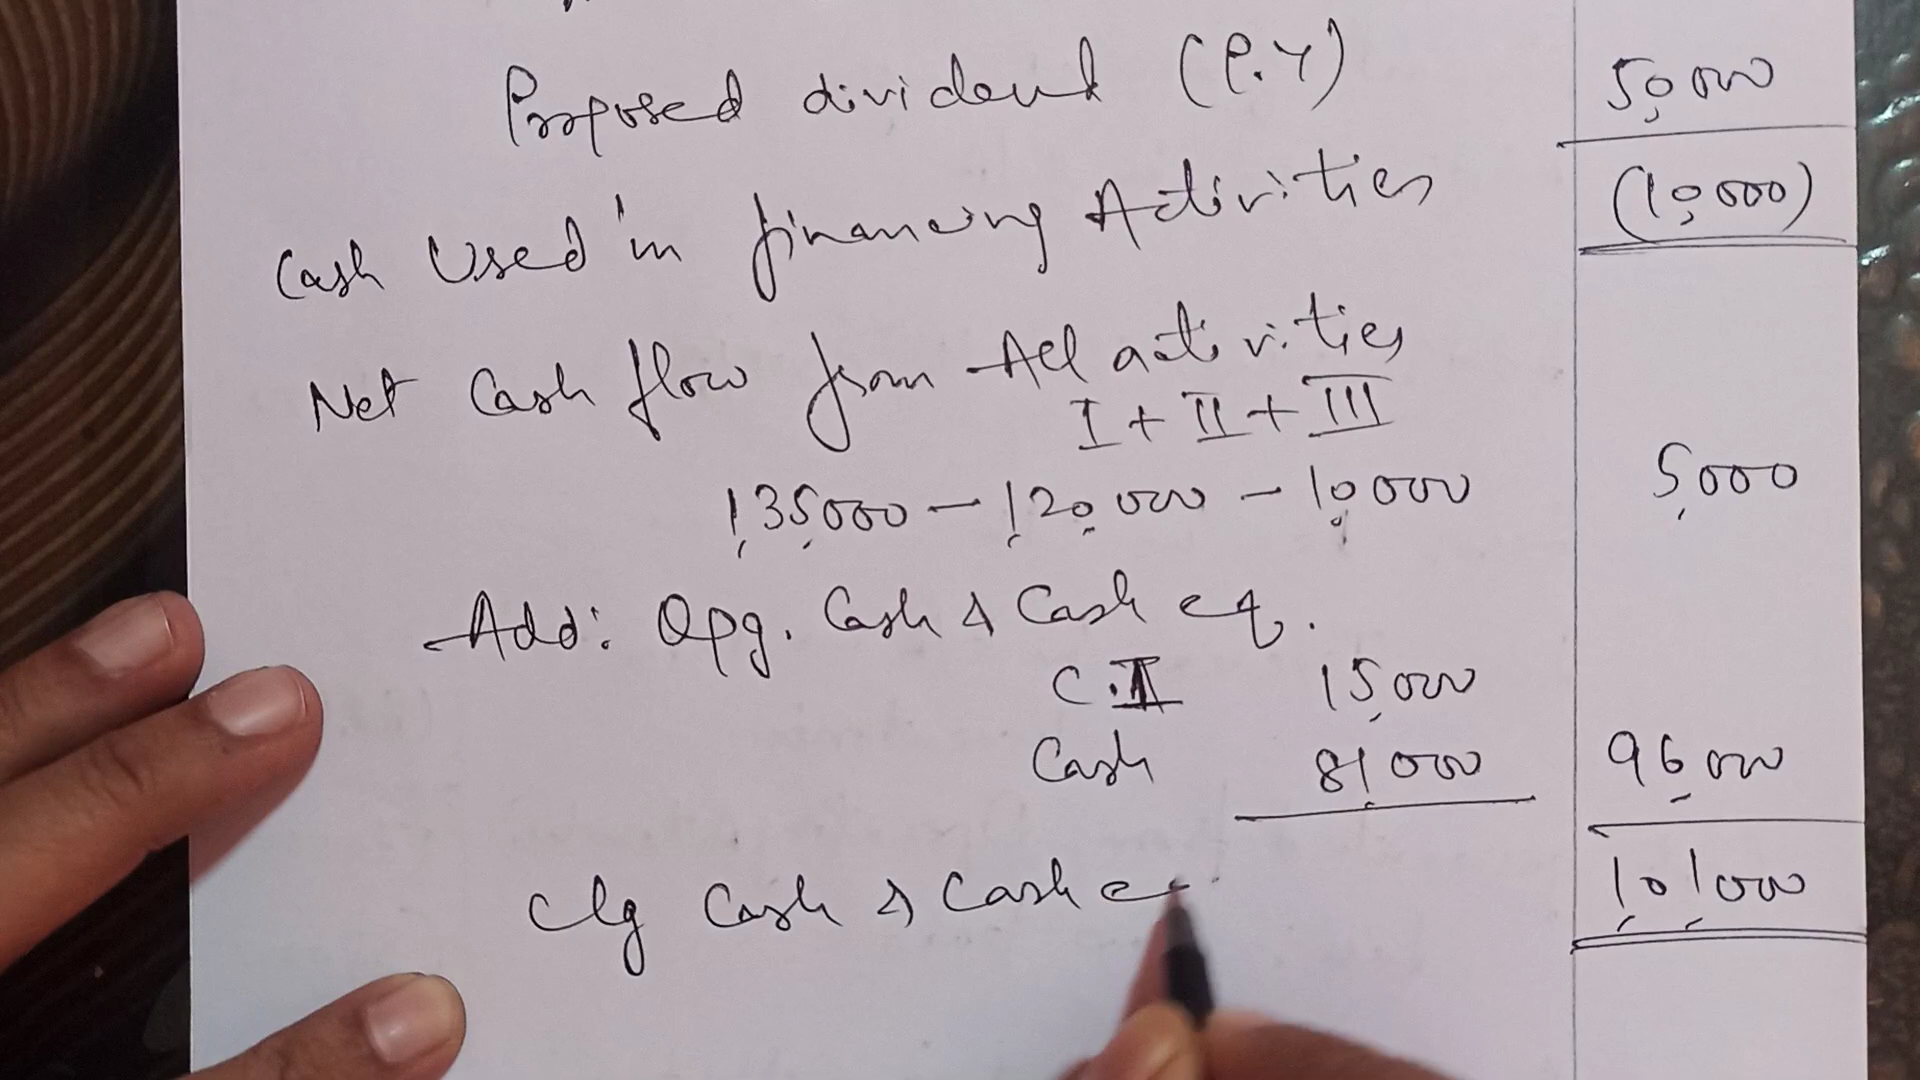 Proposed dividend (P.Y) 50,000
Cash Used in financing Activities (10,000)
Net Cash flow from All activities
I + II + III
1,35,000 - 1,20,000 - 10,000 5,000
Add: Opg. Cash & Cash eq.
C.I 15,000
Cash 81,000 96,000
Clg Cash & Cash e 1,01,000